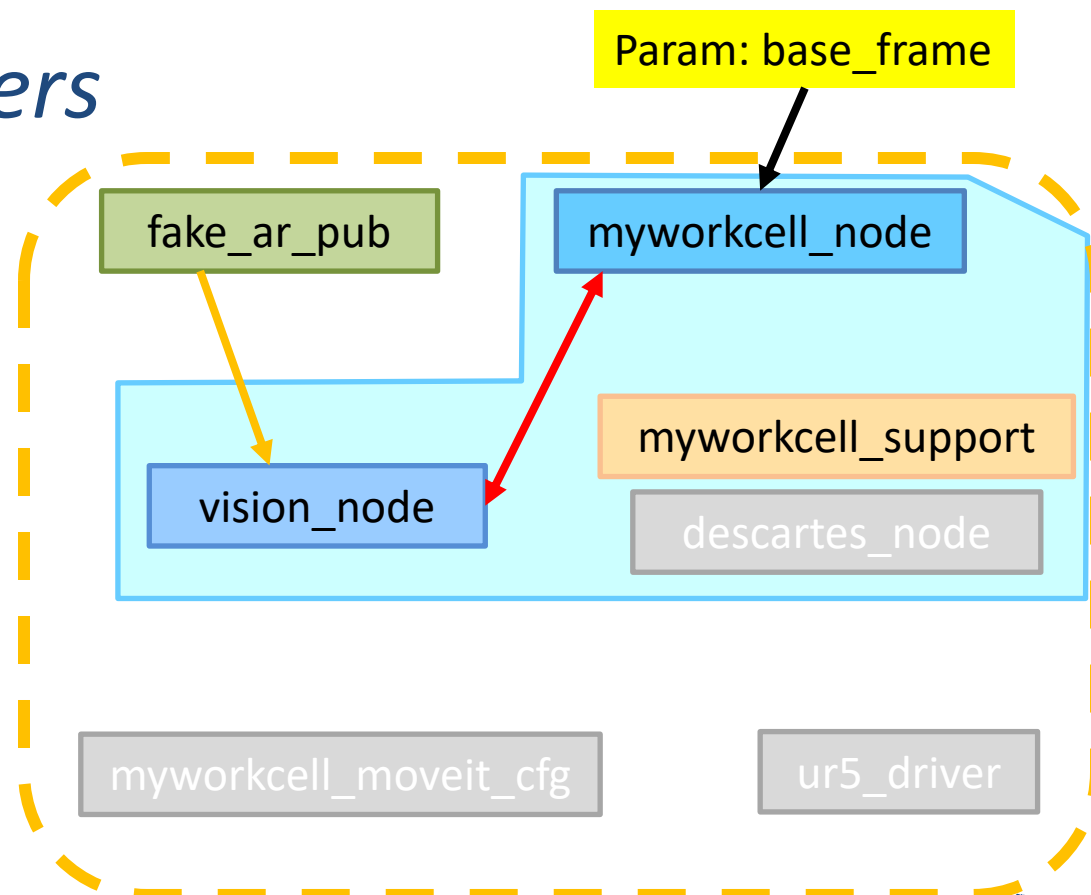 ers
Param: base_frame
fake_ar_pub
myworkcell_node
myworkcell_support
vision_node
descartes_node
myworkcell_moveit_cfg
ur5_driver